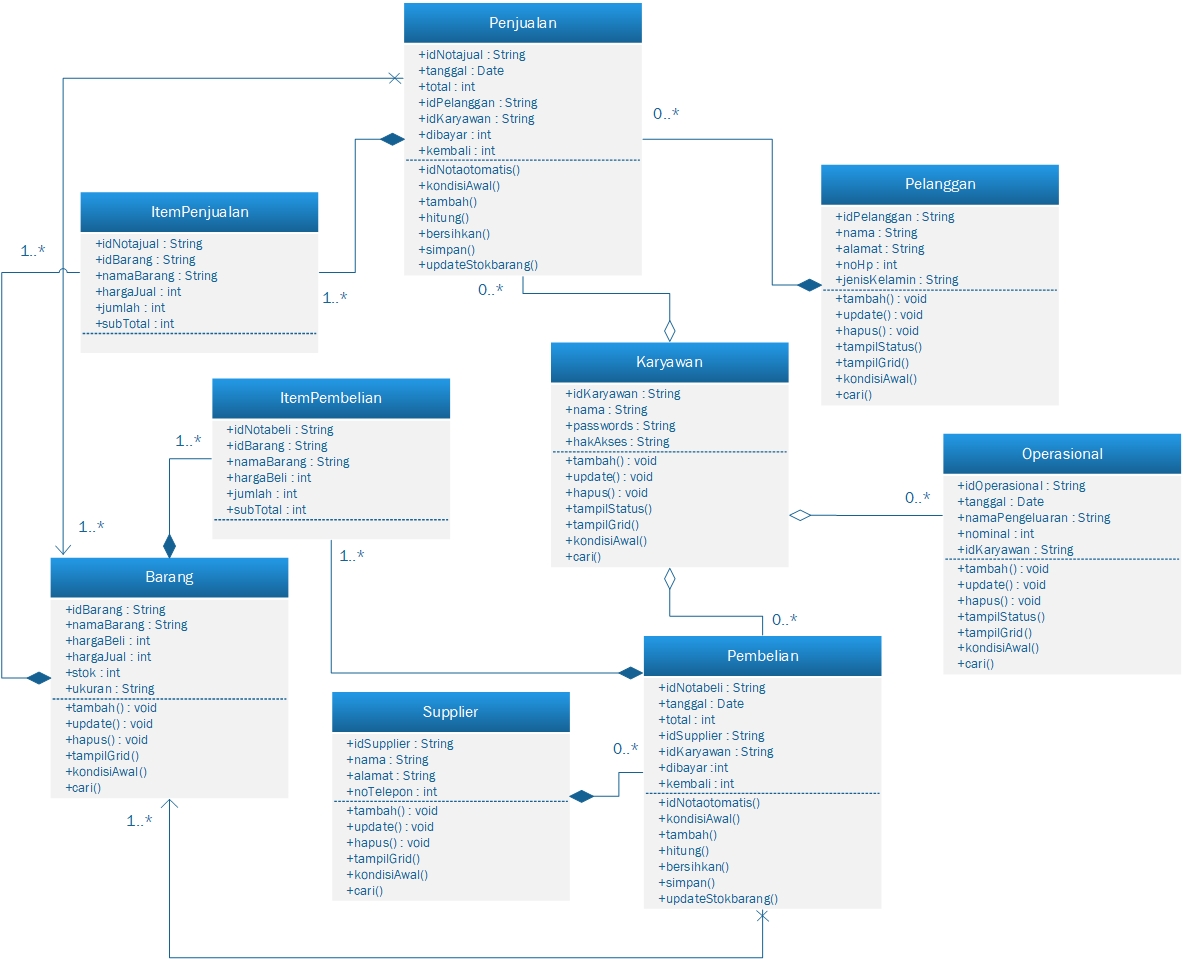 Penjualan
+idNotajual : String
+tanggal : Date
+total : int
+idPelanggan : String
+idKaryawan : String
+dibayar : int
+kembali : int
+idNotaotomatis()
+kondisiAwal()
+tambah()
+hitung()
+bersihkan()
+simpan()
+updateStokbarang()
0..*
0..*
Pelanggan
+idPelanggan : String
+nama : String
+alamat : String
+noHp : int
+jenisKelamin : String
+tambah() : void
+update() : void
+hapus() : void
+tampilStatus()
+tampilGrid()
+kondisiAwal()
+cari()
ItemPenjualan
+idNotajual : String
+idBarang : String
+namaBarang : String
+hargaJual : int
+jumlah : int
+subTotal : int
1..*
1..*
Karyawan
+idKaryawan : String
+nama : String
+passwords : String
+hakAkses : String
+tambah() : void
+update() : void
+hapus() : void
+tampilStatus()
+tampilGrid()
+kondisiAwal()
+cari()
ItemPembelian
+idNotabeli : String
+idBarang : String
+namaBarang : String
+hargaBeli : int
+jumlah : int
+subTotal : int
1..*
1..*
1..*
Operasional
+idOperasional : String
+tanggal : Date
+namaPengeluaran : String
+nominal : int
+idKaryawan : String
+tambah() : void
+update() : void
+hapus() : void
+tampilStatus()
+tampilGrid()
+kondisiAwal()
+cari()
0..*
0..*
Barang
+idBarang : String
+namaBarang : String
+hargaBeli : int
+hargaJual : int
+stok : int
+ukuran : String
+tambah() : void
+update() : void
+hapus() : void
+tampilGrid()
+kondisiAwal()
+cari()
1..*
Supplier
+idSupplier : String
+nama : String
+alamat : String
+noTelepon : int
+tambah() : void
+update() : void
+hapus() : void
+tampilGrid()
+kondisiAwal()
+cari()
0..*
Pembelian
+idNotabeli : String
+tanggal : Date
+total : int
+idSupplier : String
+idKaryawan : String
+dibayar :int
+kembali : int
+idNotaotomatis()
+kondisiAwal()
+tambah()
+hitung()
+bersihkan()
+simpan()
+updateStokbarang()